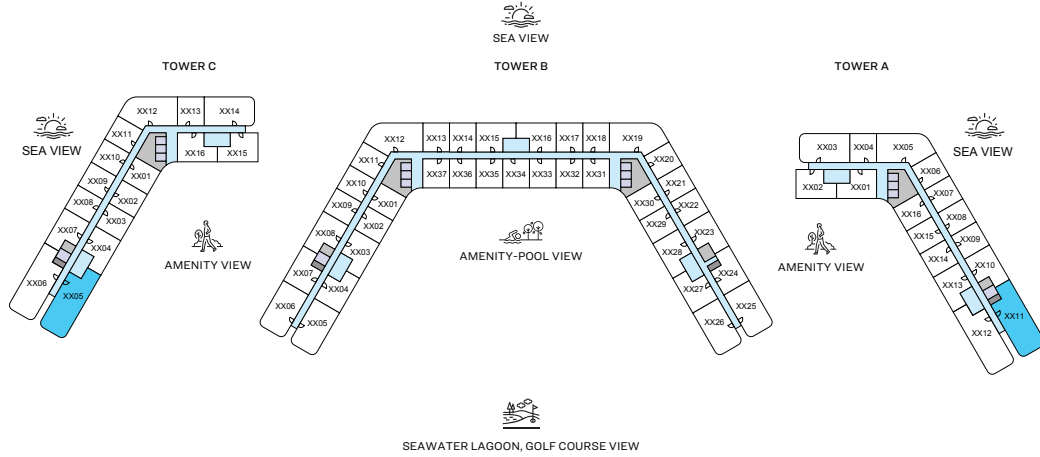 SEA VIEW
TOWER C
TOWER B
TOWER A
SEA VIEW
SEA VIEW
AMENITY VIEW
AMENITY-POOL VIEW
AMENITY VIEW
XX12
XX13
XX14
XX11
XX10
XX16
XX15
XX01
XX09
XX02
XX08
XX03
XX07
XX04
XX06
XX05
XX12
XX13
XX14
XX15
XX16
XX17
XX18
XX19
XX11
XX37
XX36
XX35
XX34
XX33
XX32
XX31
XX20
XX10
XX01
XX30
XX21
XX09
XX02
XX29
XX22
XX08
XX03
XX28
XX23
XX07
XX04
XX27
XX24
XX06
XX05
XX26
XX25
XX03
XX04
XX05
XX02
XX01
XX06
XX07
XX16
XX08
XX15
XX09
XX14
XX10
XX13
XX11
XX12
SEAWATER LAGOON, GOLF COURSE VIEW